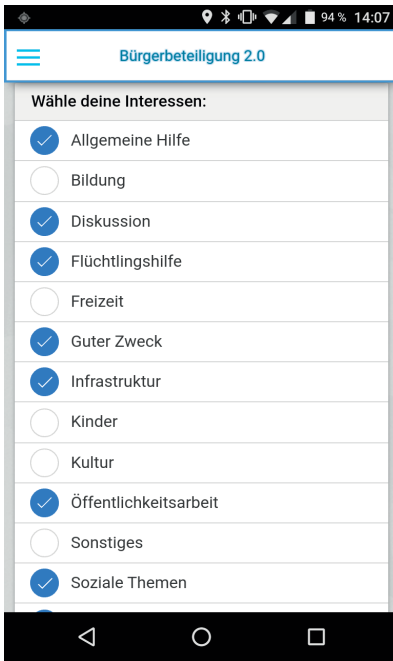 94 % 14:07
Bürgerbeteiligung 2.0
Wähle deine Interessen:
Allgemeine Hilfe
Bildung
Diskussion
Flüchtlingshilfe
Freizeit
Guter Zweck
Infrastruktur
Kinder
Kultur
Öffentlichkeitsarbeit
Sonstiges
Soziale Themen